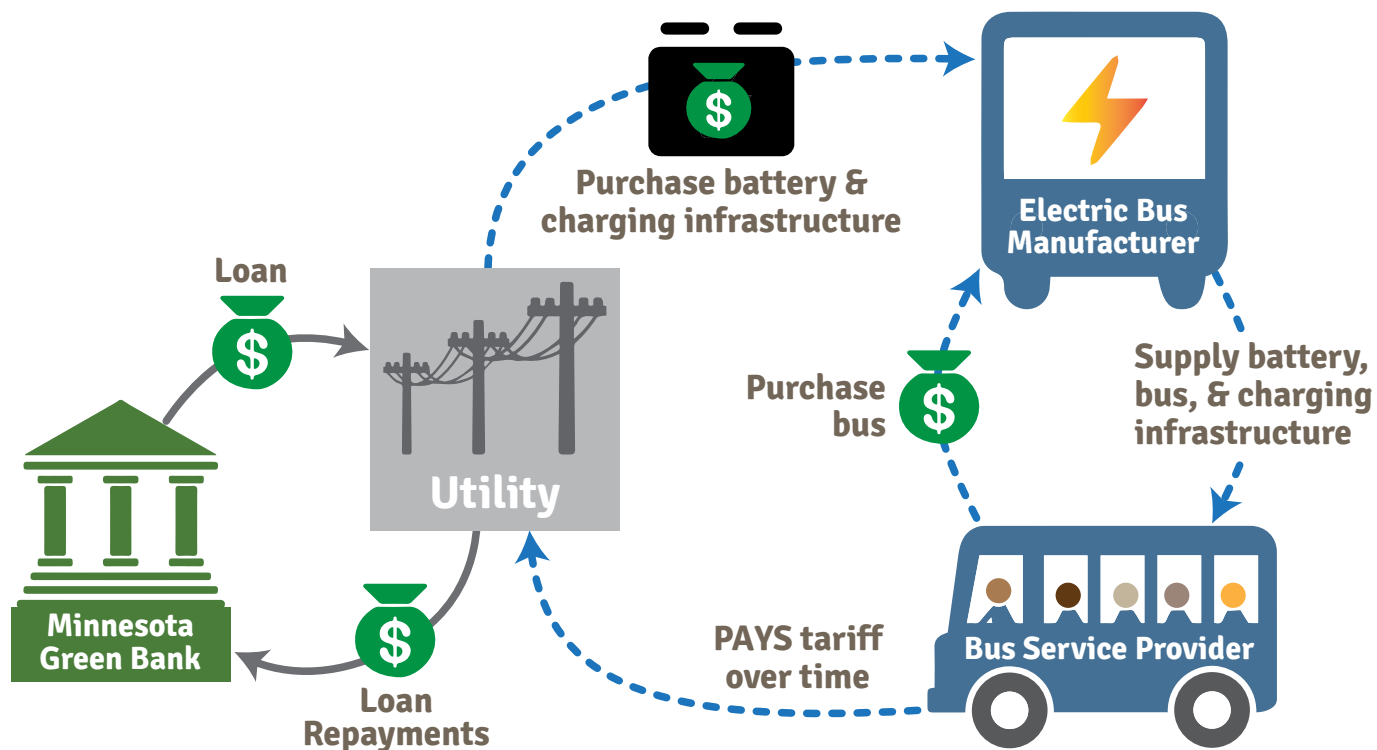 Purchase battery &
charging infrastructure
Electric Bus
Manufacturer
Loan
$
$
Utility
Purchase
bus
$
Supply battery,
bus, & charging
infrastructure
Minnesota
Green Bank
$
Loan
Repayments
PAYS tariff
over time
Bus Service Provider